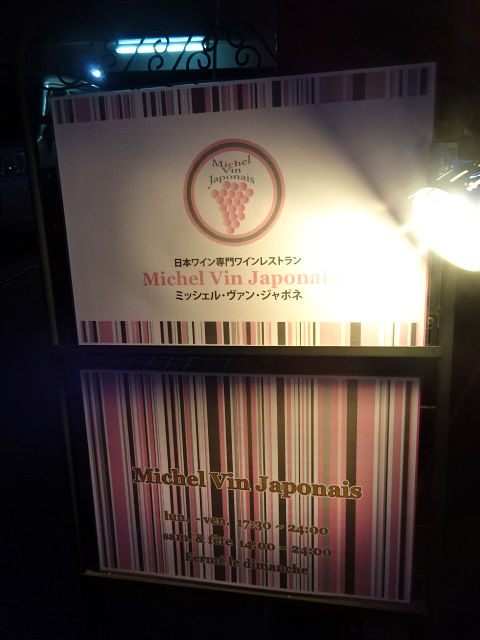 Michel
Vin
Japonais
日本ワイン専門ワインレストラン
Michel Vin Japonais
ミッシェル・ヴァン・ジャポネ
Michel Vin Japonais
lun. - ven. 17:30 ~ 24:00
sam. & fête 14:00 ~ 24:00
Fermé le dimanche